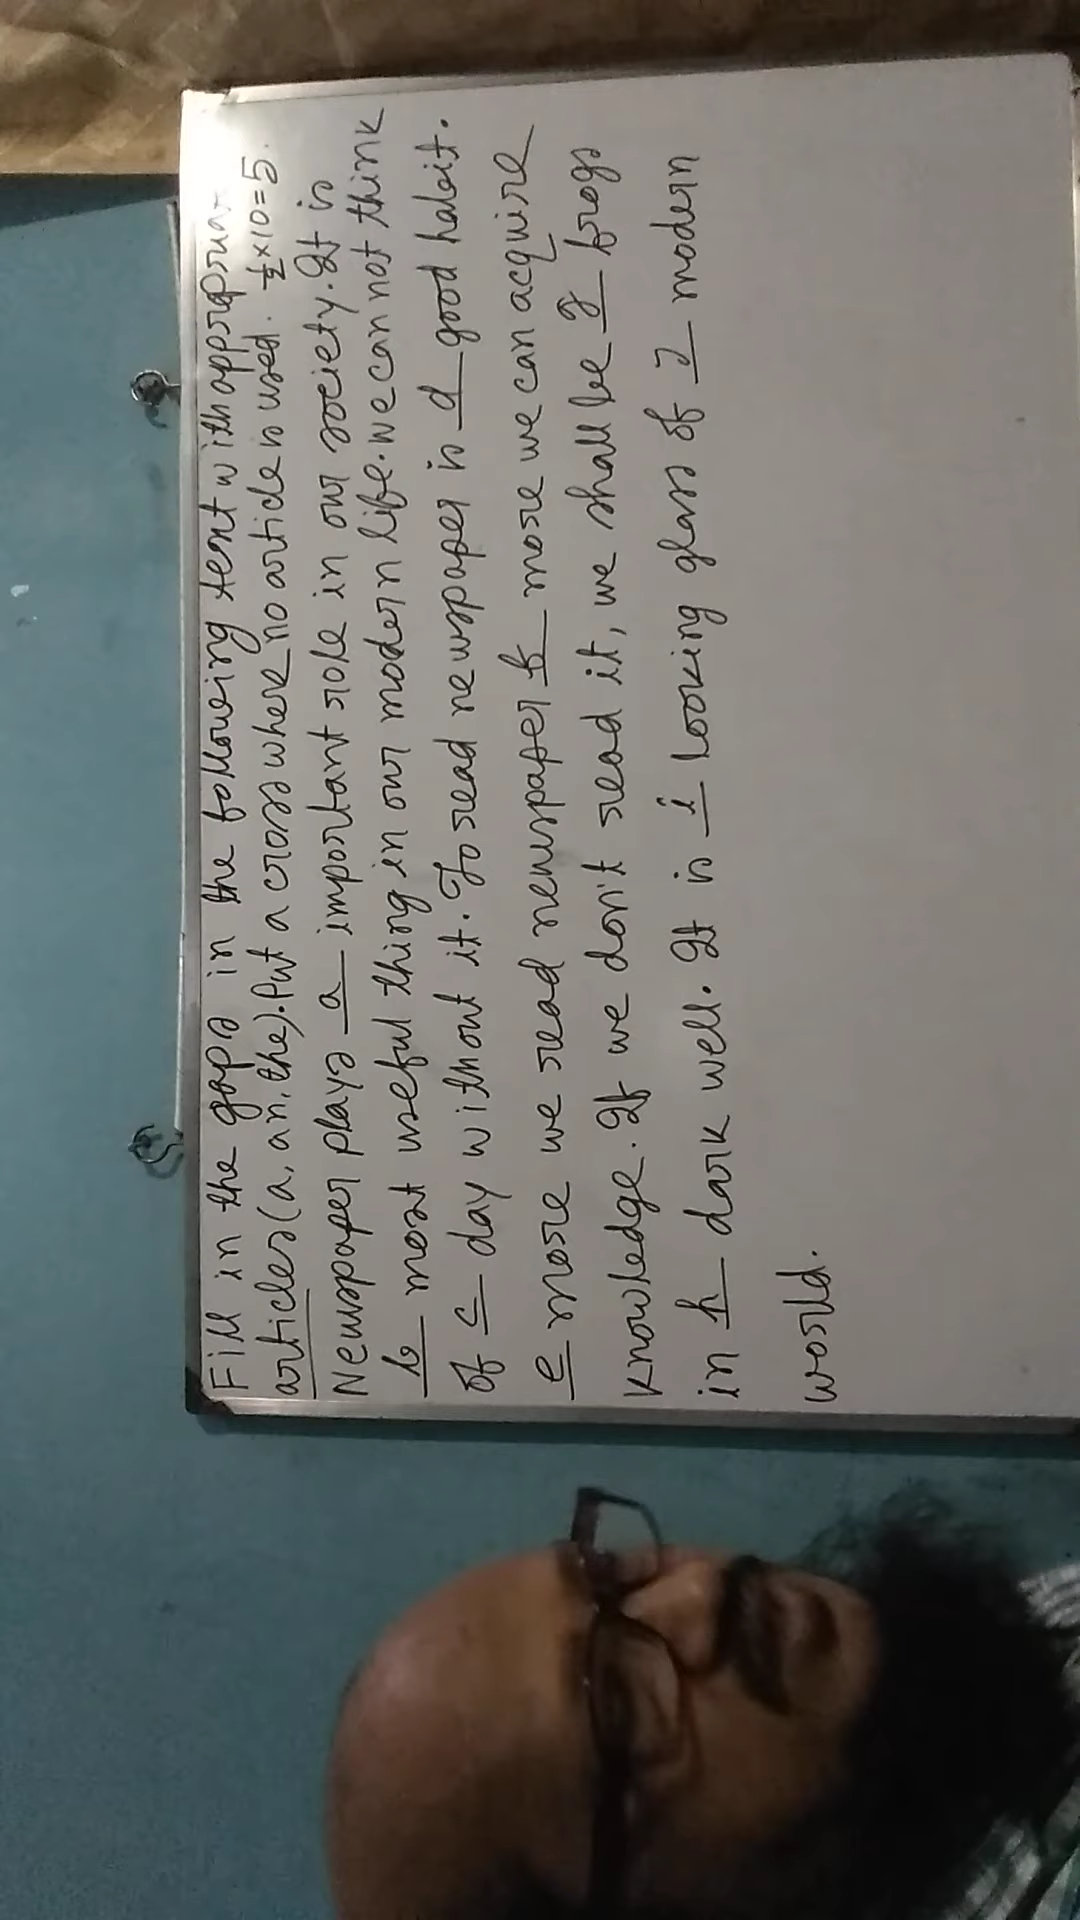 Fill in the gaps in the following text with appropriat
articles (a, an, the). Put a cross where no article is used. ½×10=5.
Newspaper plays a important role in our society. It is
b most useful thing in our modern life. we can not think
of c day without it. To read newspaper is d good habit.
e more we read newspaper f more we can acquire
knowledge. If we don't read it, we shall be g frogs
in h dark well. It is i looking glass of j modern
world.